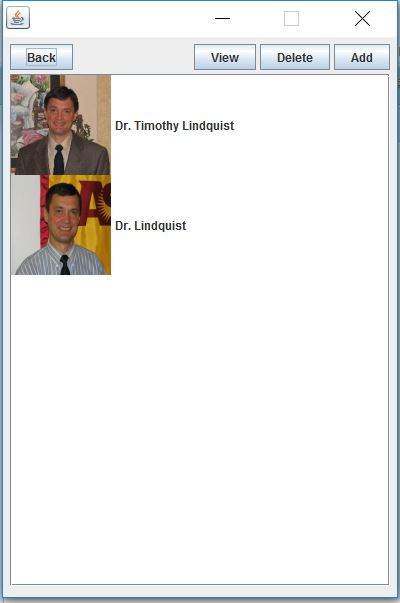 Back View Delete Add
Dr. Timothy Lindquist
Dr. Lindquist